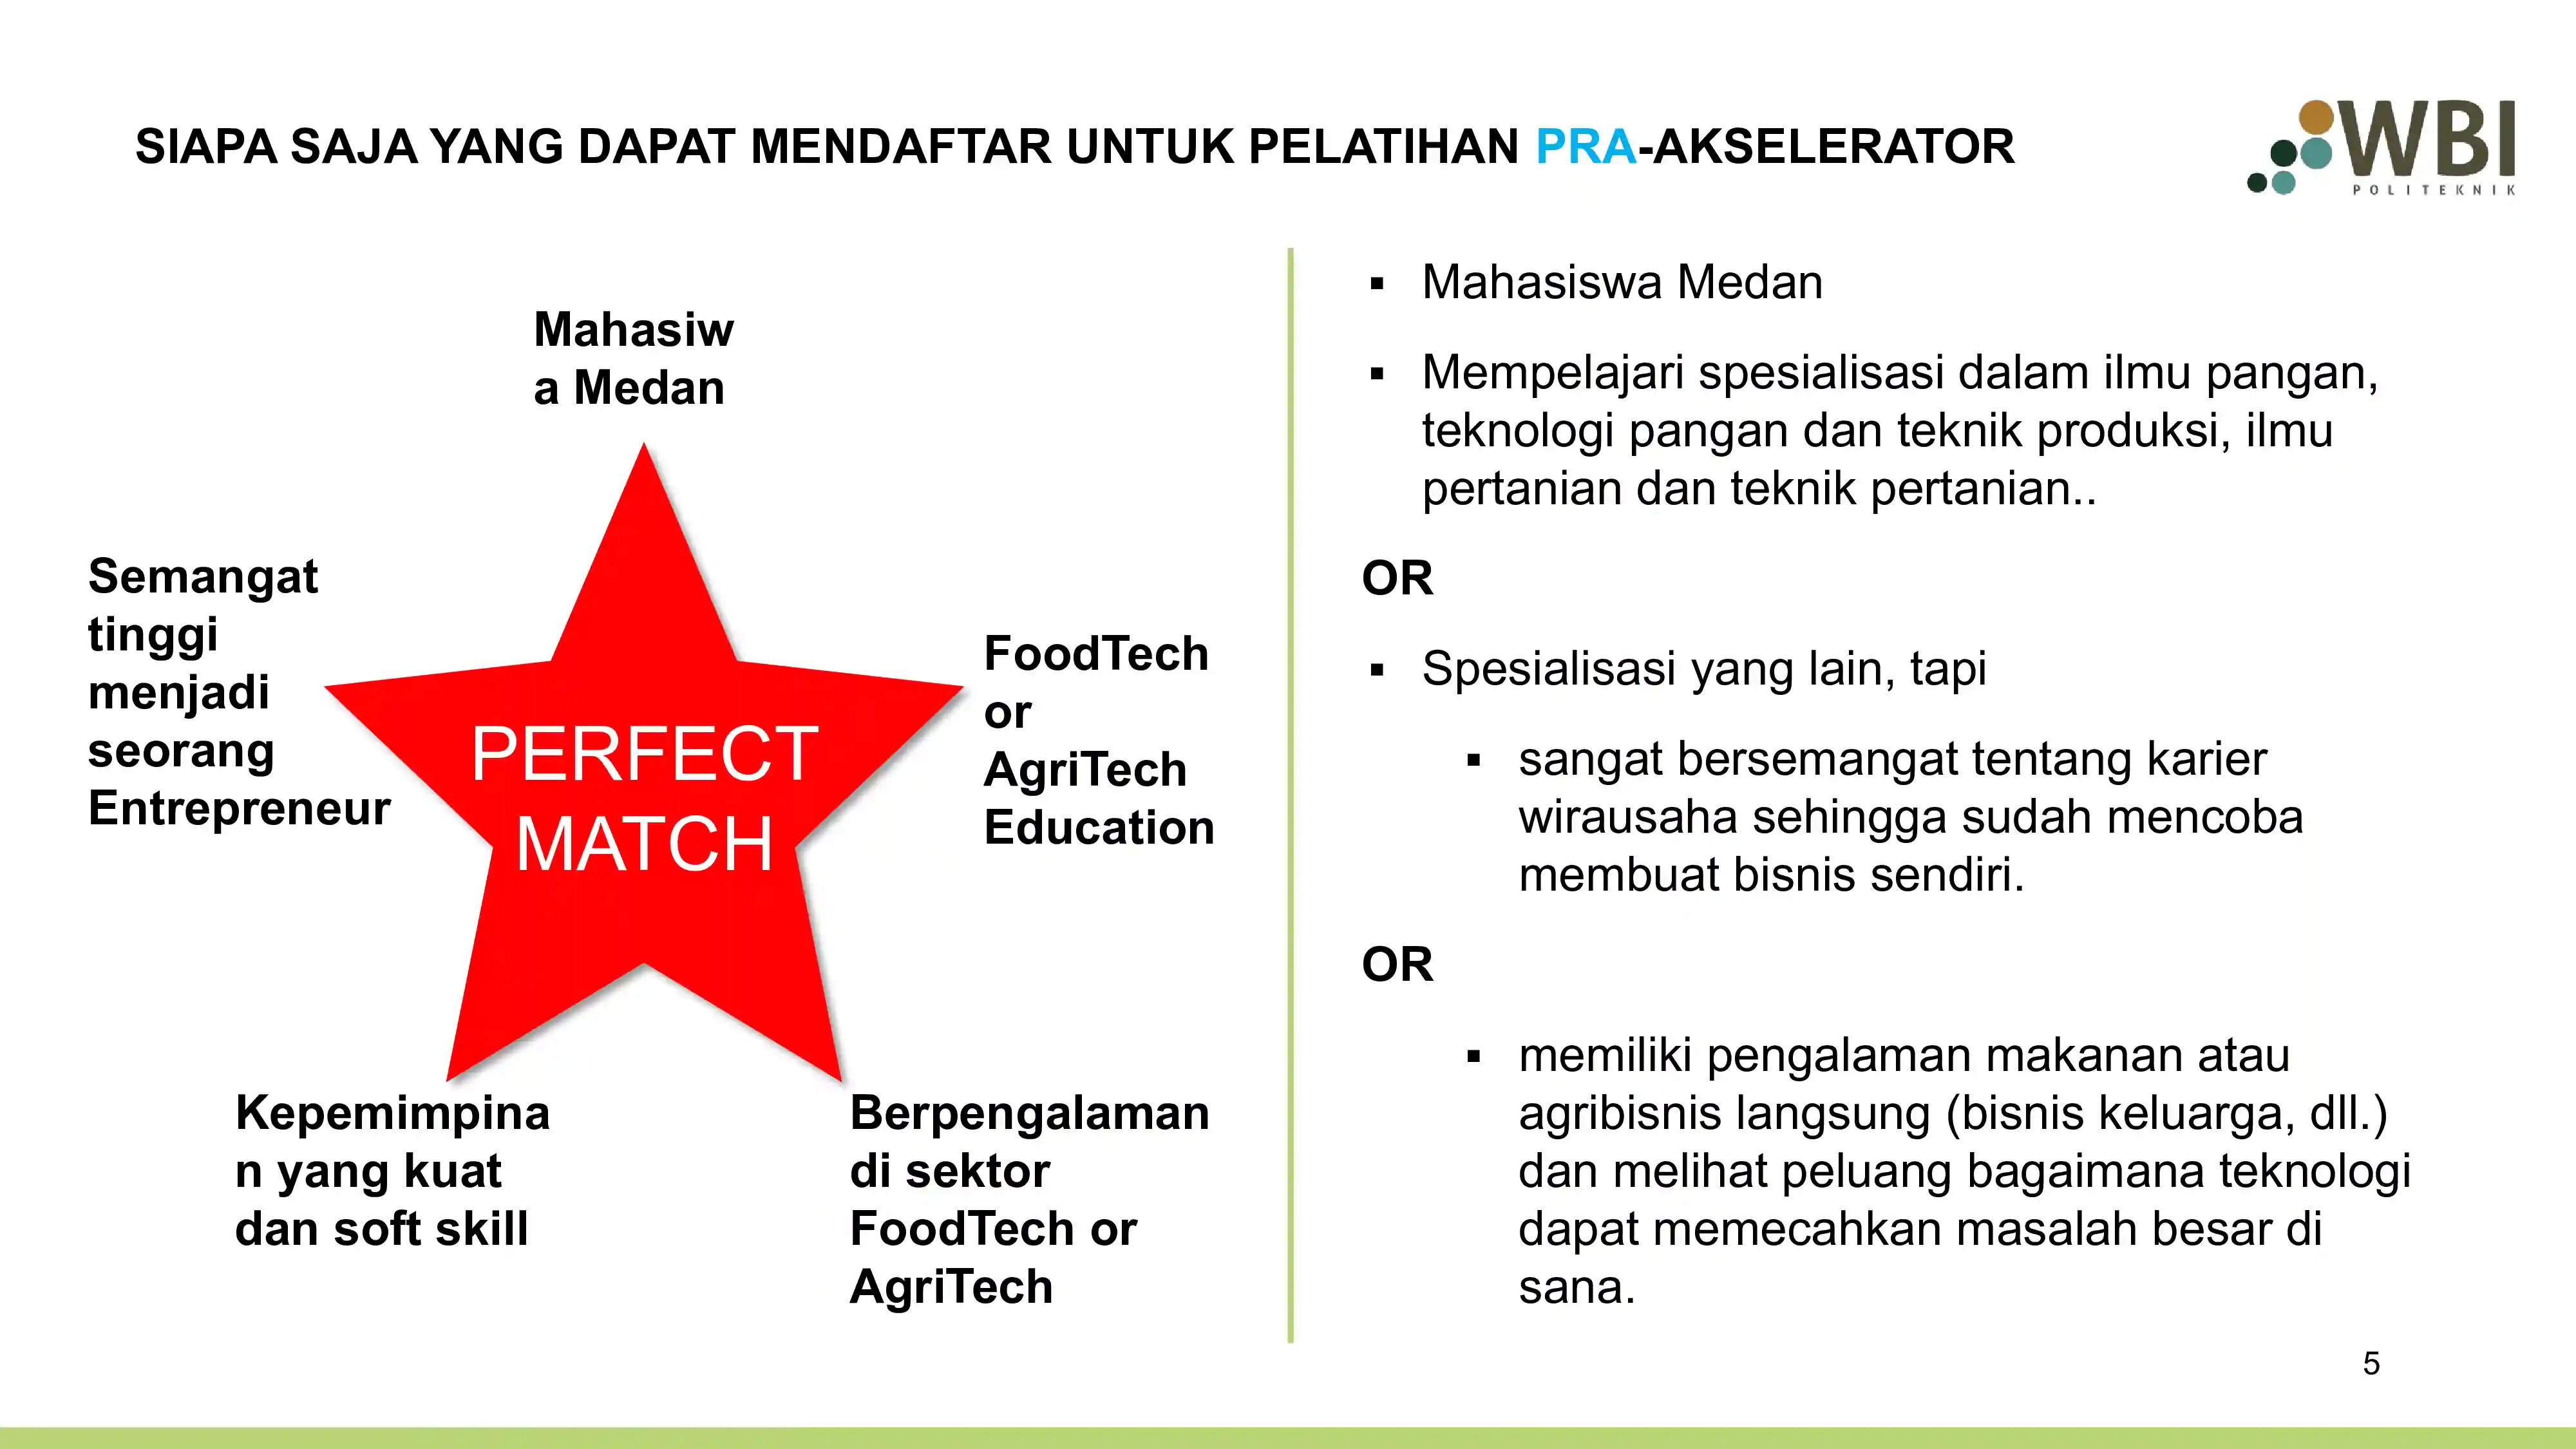 SIAPA SAJA YANG DAPAT MENDAFTAR UNTUK PELATIHAN PRA-AKSELERATOR
WBI
POLITEKNIK
Mahasiw
a Medan
Semangat
tinggi
menjadi
seorang
Entrepreneur
PERFECT
MATCH
FoodTech
or
AgriTech
Education
Kepemimpina
n yang kuat
dan soft skill
Berpengalaman
di sektor
FoodTech or
AgriTech
▪ Mahasiswa Medan
▪ Mempelajari spesialisasi dalam ilmu pangan,
teknologi pangan dan teknik produksi, ilmu
pertanian dan teknik pertanian..
OR
▪ Spesialisasi yang lain, tapi
▪ sangat bersemangat tentang karier
wirausaha sehingga sudah mencoba
membuat bisnis sendiri.
OR
▪ memiliki pengalaman makanan atau
agribisnis langsung (bisnis keluarga, dll.)
dan melihat peluang bagaimana teknologi
dapat memecahkan masalah besar di
sana.
5